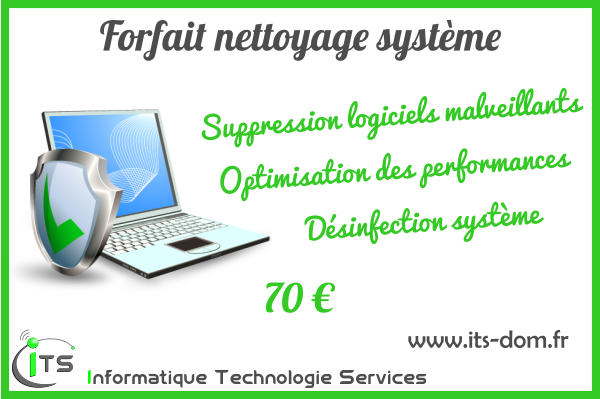 Forfait nettoyage système
Suppression logiciels malveillants
Optimisation des performances
Désinfection système
70 €
www.its-dom.fr
iTS Informatique Technologie Services